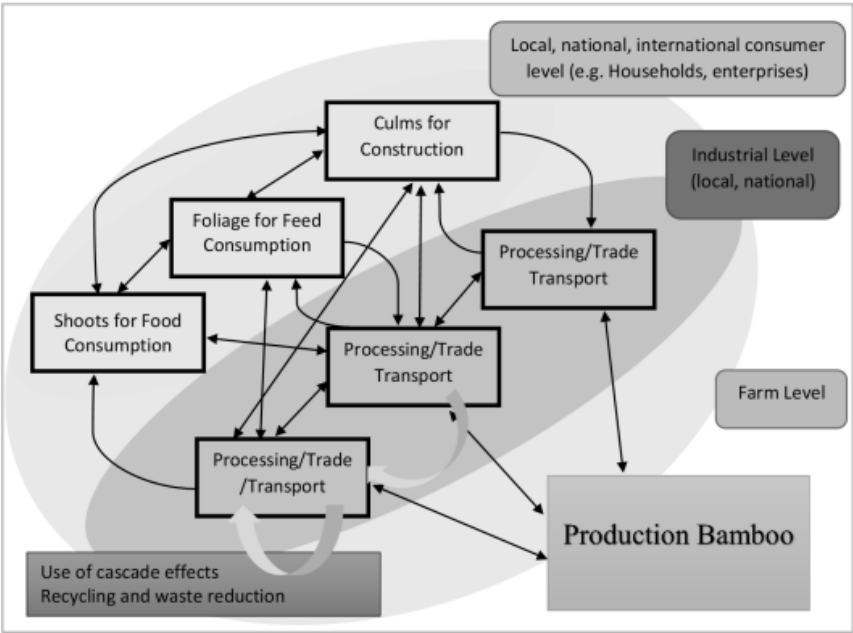 Local, national, international consumer
level (e.g. Households, enterprises)
Culms for
Construction
Industrial Level
(local, national)
Foliage for Feed
Consumption
Processing/Trade
Transport
Shoots for Food
Consumption
Processing/Trade
Transport
Farm Level
Processing/Trade
/Transport
Production Bamboo
Use of cascade effects
Recycling and waste reduction